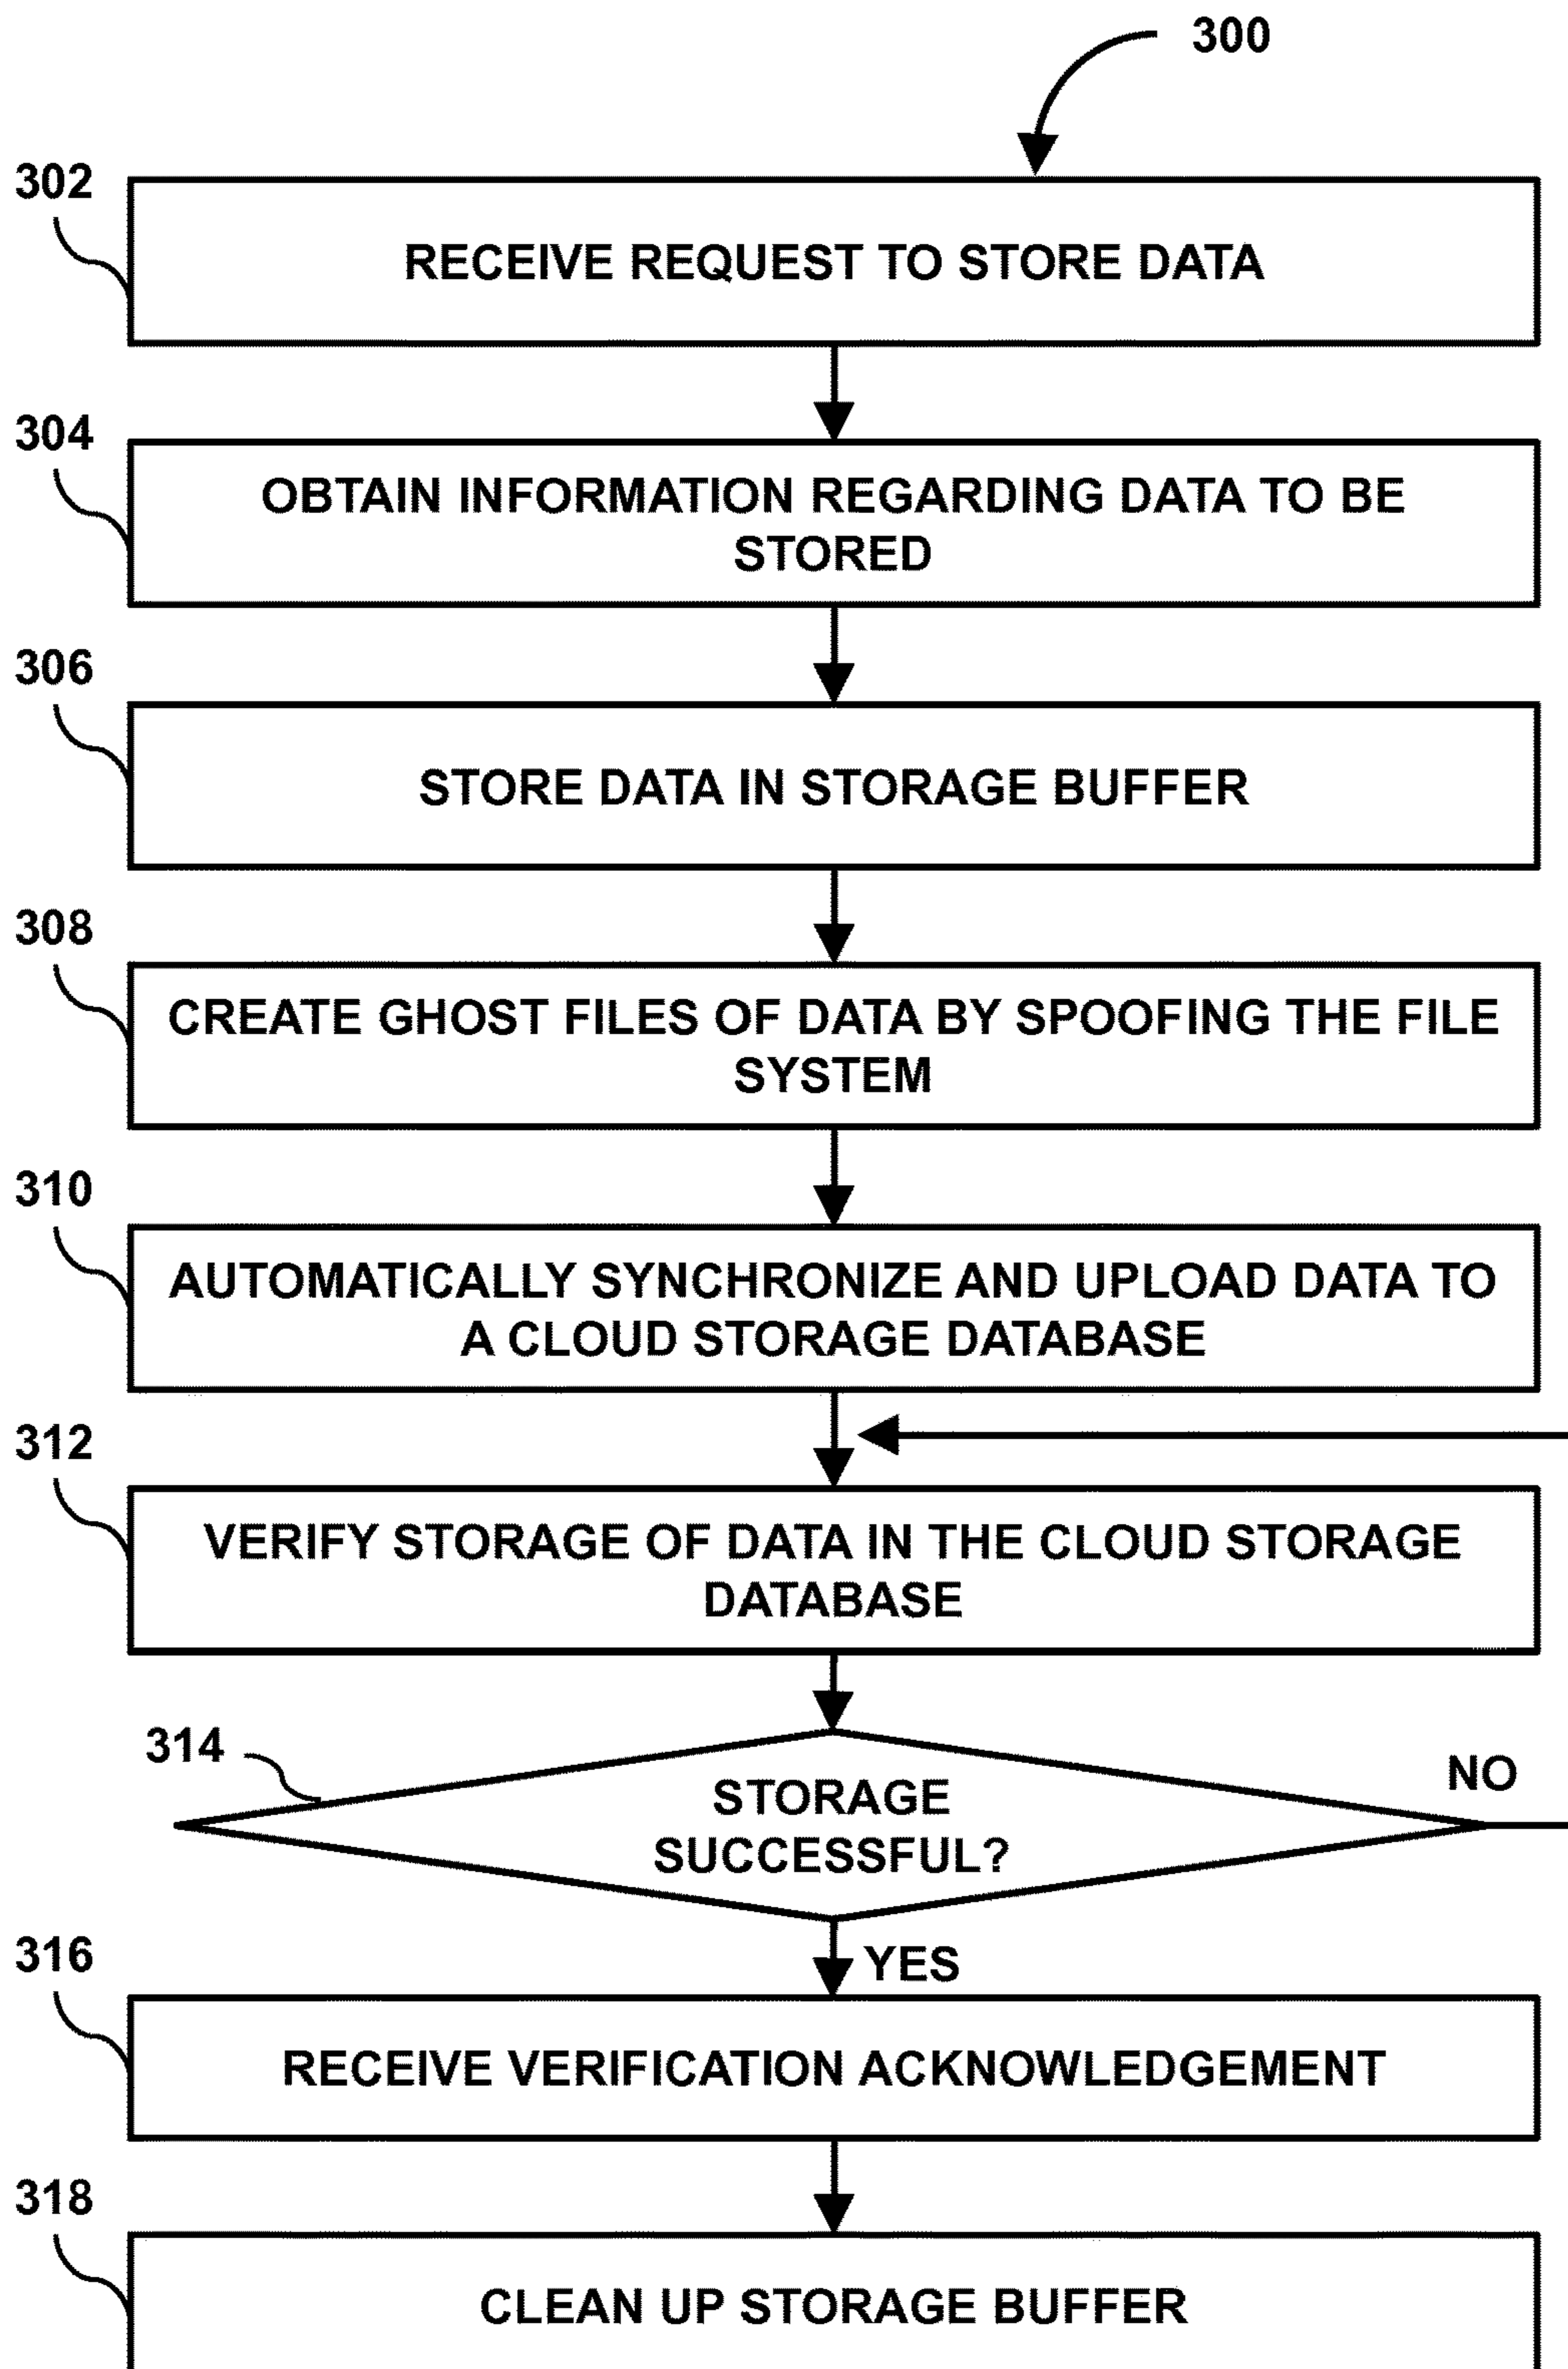 300
302
RECEIVE REQUEST TO STORE DATA
304
OBTAIN INFORMATION REGARDING DATA TO BE
STORED
306
STORE DATA IN STORAGE BUFFER
308
CREATE GHOST FILES OF DATA BY SPOOFING THE FILE
SYSTEM
310
AUTOMATICALLY SYNCHRONIZE AND UPLOAD DATA TO
A CLOUD STORAGE DATABASE
312
VERIFY STORAGE OF DATA IN THE CLOUD STORAGE
DATABASE
314
STORAGE
SUCCESSFUL?
NO
YES
316
RECEIVE VERIFICATION ACKNOWLEDGEMENT
318
CLEAN UP STORAGE BUFFER